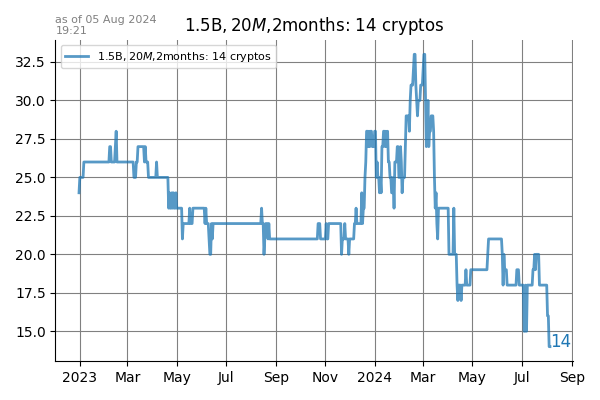 as of 05 Aug 2024
19:21
1.5B, 20M,2months: 14 cryptos
1.5B, 20M,2months: 14 cryptos
32.5
30.0
27.5
25.0
22.5
20.0
17.5
15.0
14
2023 Mar May Jul Sep Nov 2024 Mar May Jul Sep